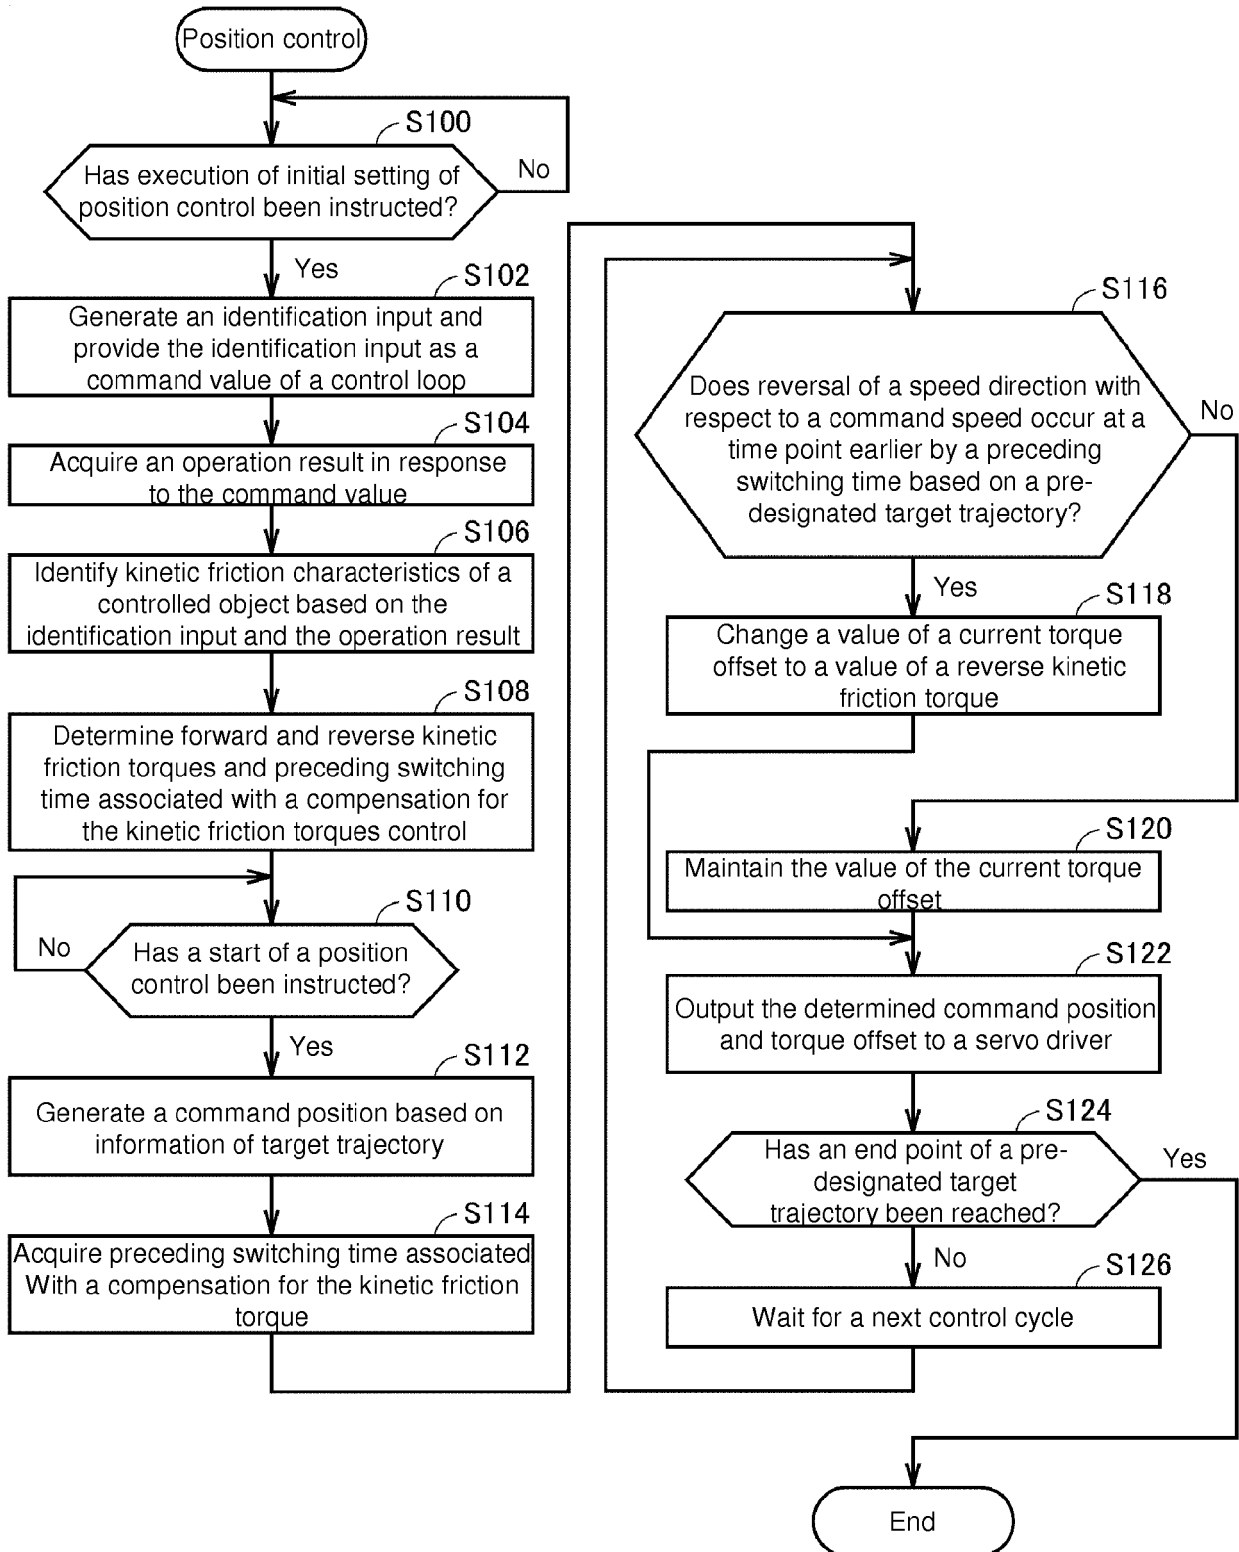 Position control
S100
Has execution of initial setting of
position control been instructed?
No
Yes
S102
Generate an identification input and
provide the identification input as a
command value of a control loop
S104
Acquire an operation result in response
to the command value
S106
Identify kinetic friction characteristics of a
controlled object based on the
identification input and the operation result
S108
Determine forward and reverse kinetic
friction torques and preceding switching
time associated with a compensation for
the kinetic friction torques control
S110
Has a start of a position
control been instructed?
No
Yes
S112
Generate a command position based on
information of target trajectory
S114
Acquire preceding switching time associated
With a compensation for the kinetic friction
torque
S116
Does reversal of a speed direction with
respect to a command speed occur at a
time point earlier by a preceding
switching time based on a pre-
designated target trajectory?
No
Yes
S118
Change a value of a current torque
offset to a value of a reverse kinetic
friction torque
S120
Maintain the value of the current torque
offset
S122
Output the determined command position
and torque offset to a servo driver
S124
Has an end point of a pre-
designated target
trajectory been reached?
Yes
No
S126
Wait for a next control cycle
End